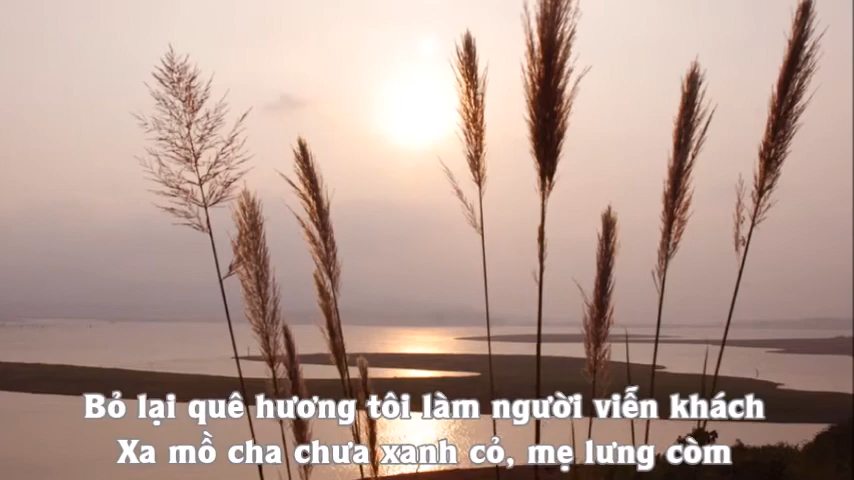 Bỏ lại quê hương tôi làm người viễn khách
Xa mồ cha chưa xanh cỏ, mẹ lưng còm